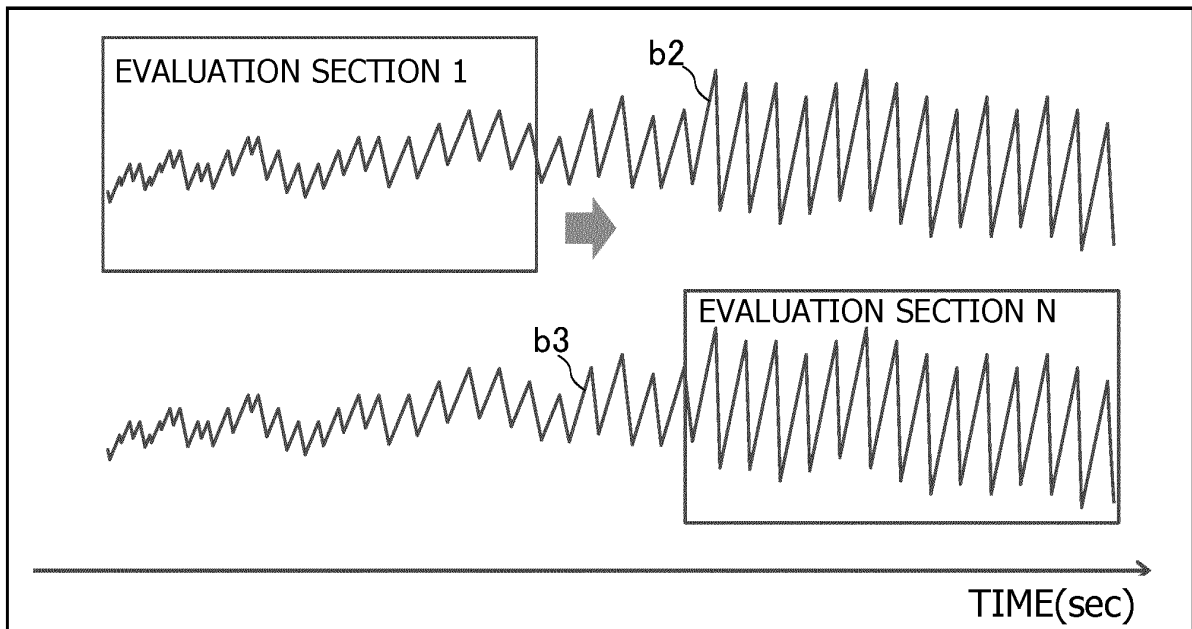 EVALUATION SECTION 1
b2
EVALUATION SECTION N
b3
TIME(sec)